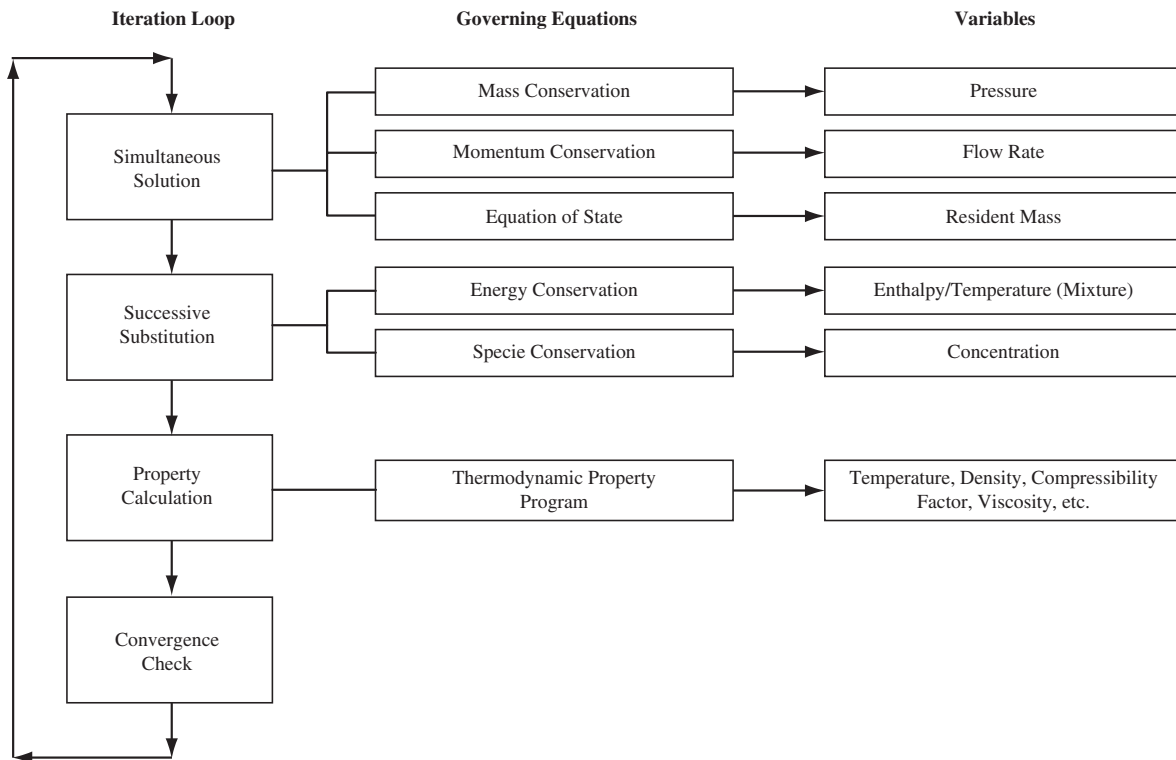 Iteration Loop
Governing Equations
Variables
Mass Conservation
Pressure
Simultaneous
Solution
Momentum Conservation
Flow Rate
Equation of State
Resident Mass
Successive
Substitution
Energy Conservation
Enthalpy/Temperature (Mixture)
Specie Conservation
Concentration
Property
Calculation
Thermodynamic Property
Program
Temperature, Density, Compressibility
Factor, Viscosity, etc.
Convergence
Check